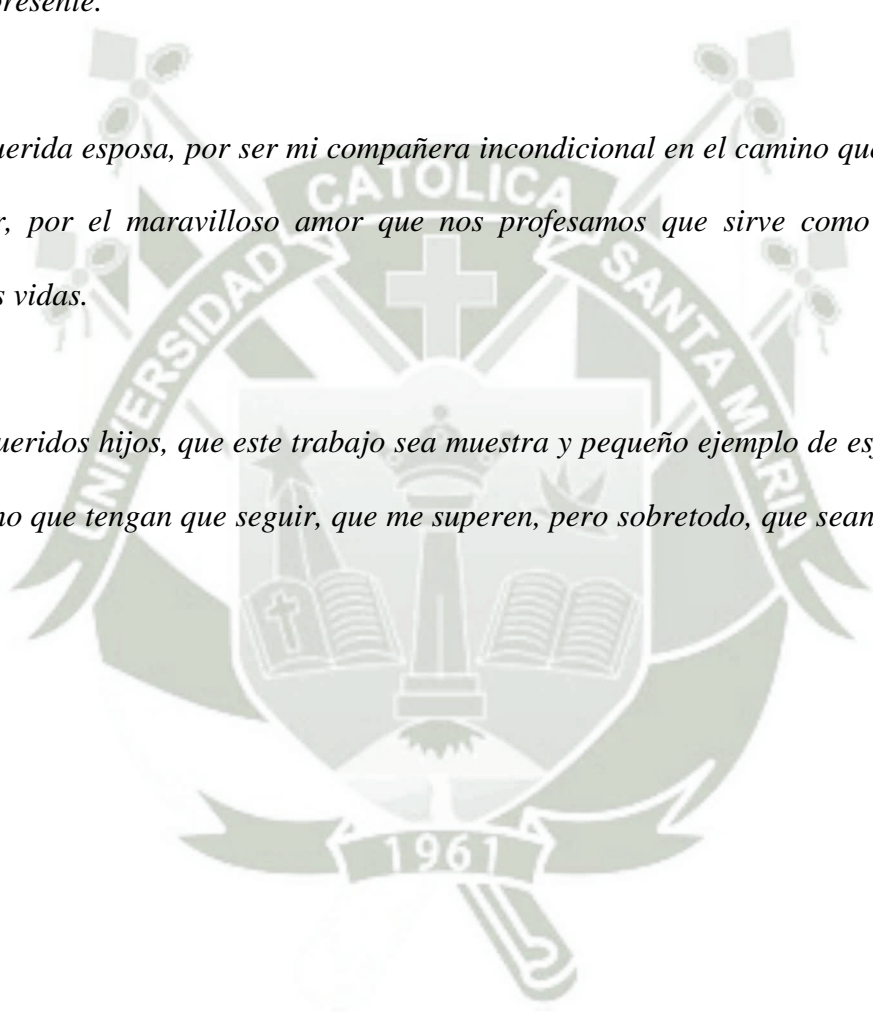 presente.
uerida esposa, por ser mi compañera incondicional en el camino que
r, por el maravilloso amor que nos profesamos que sirve como
s vidas.
ueridos hijos, que este trabajo sea muestra y pequeño ejemplo de es
no que tengan que seguir, que me superen, pero sobretodo, que sean
UNIVERSIDAD CATOLICA SANTA MARIA
1961